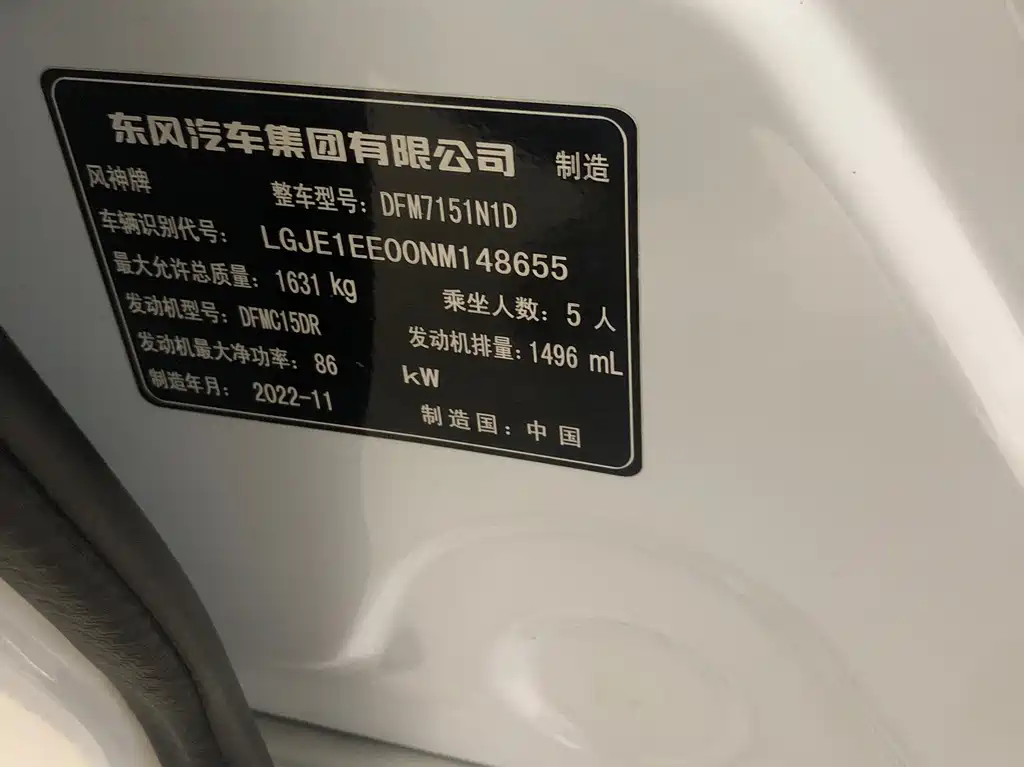 东风汽车集团有限公司 制造
风神牌 整车型号：DFM7151N1D
车辆识别代号：LGJE1EE00NM148655
最大允许总质量：1631 kg 乘坐人数：5 人
发动机型号：DFMC15DR 发动机排量：1496 mL
发动机最大净功率：86 kW
制造年月：2022-11 制造国：中国